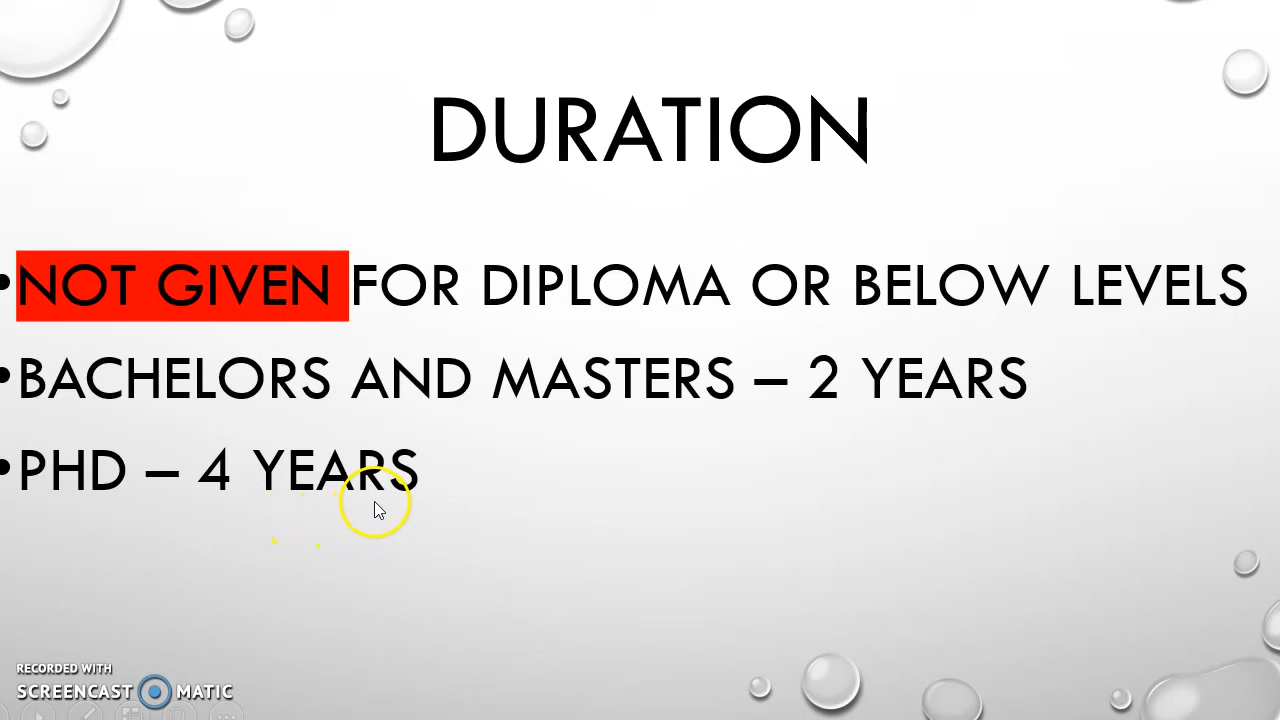 DURATION
•NOT GIVEN FOR DIPLOMA OR BELOW LEVELS
•BACHELORS AND MASTERS – 2 YEARS
•PHD – 4 YEARS
RECORDED WITH
SCREENCAST MATIC